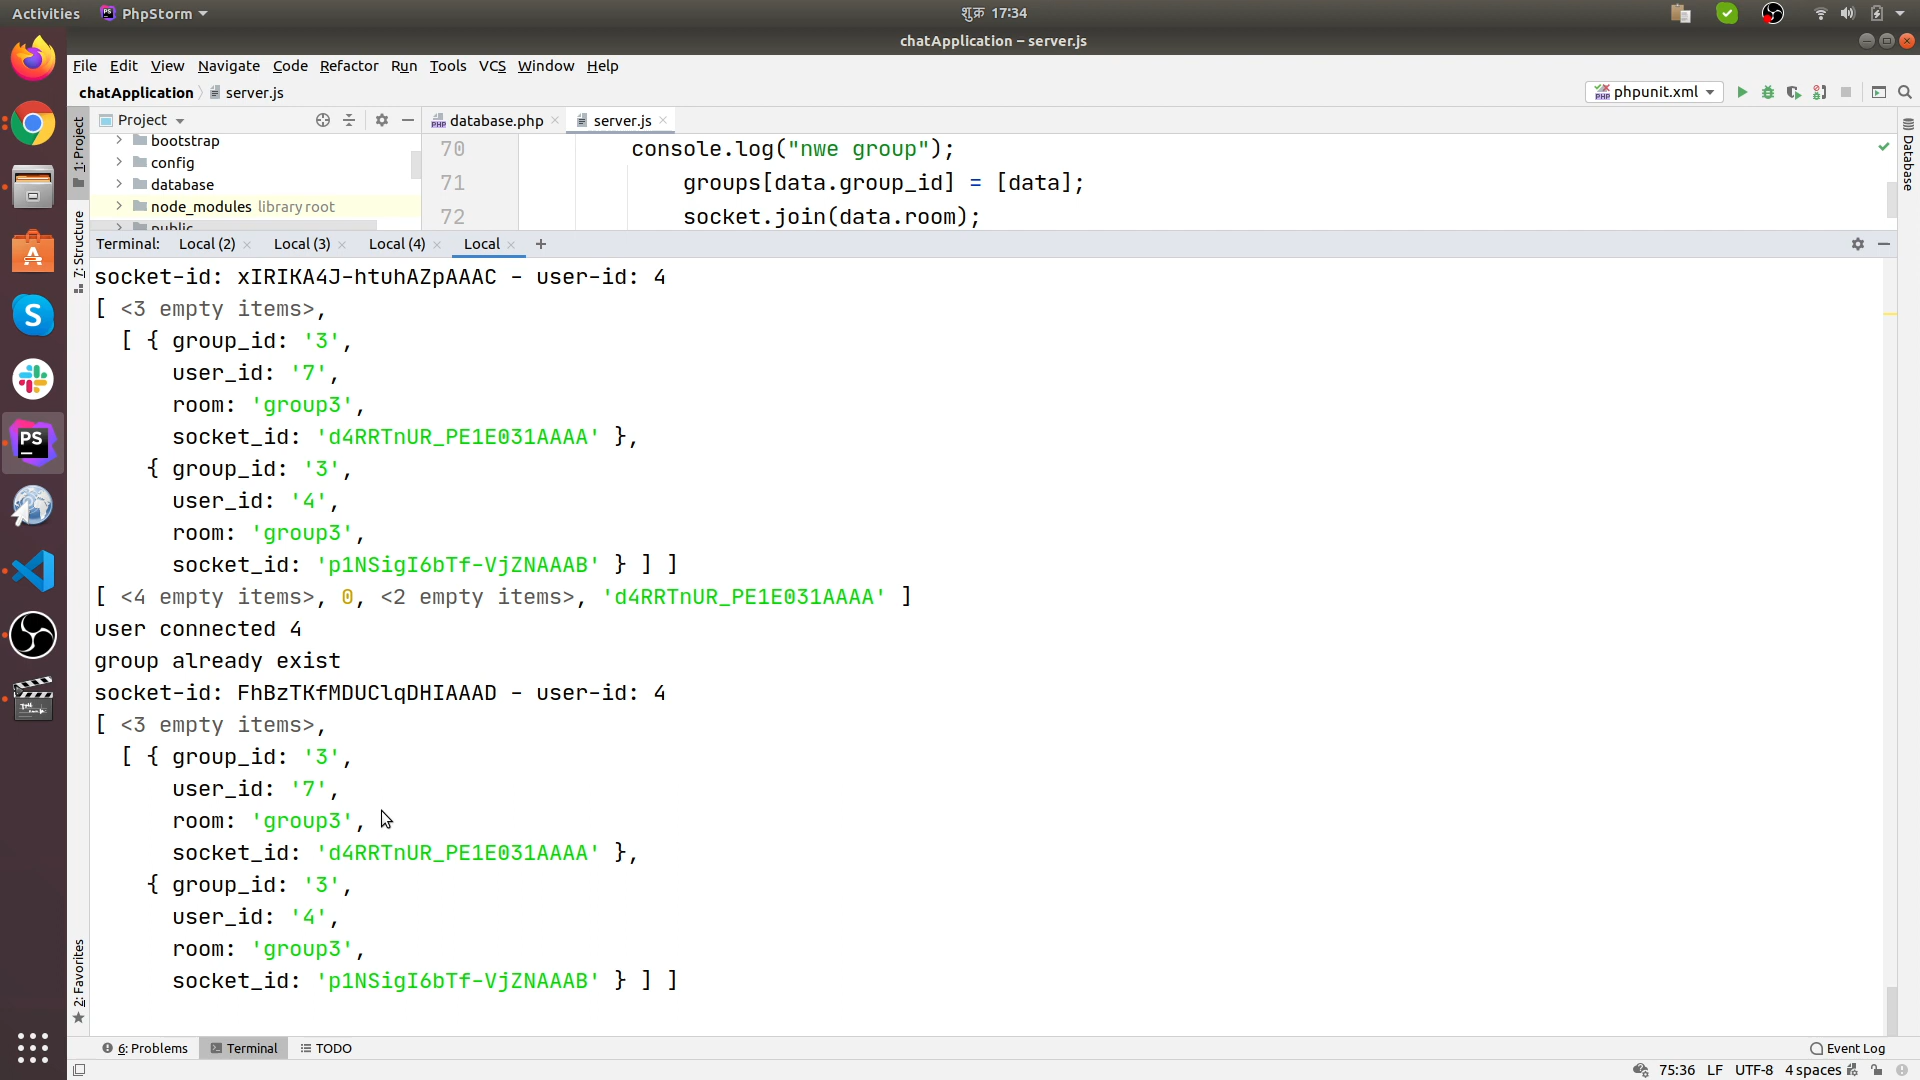 Activities PhpStorm शुक्र 17:34
chatApplication – server.js
File Edit View Navigate Code Refactor Run Tools VCS Window Help
chatApplication server.js phpunit.xml
1: Project
Project
database.php server.js
bootstrap
config
database
node_modules library root
public
70 console.log("nwe group");
71 groups[data.group_id] = [data];
72 socket.join(data.room);
Database
7: Structure
Terminal: Local (2) Local (3) Local (4) Local +
socket-id: xIRIKA4J-htuhAZpAAAC - user-id: 4
[ <3 empty items>,
[ { group_id: '3',
user_id: '7',
room: 'group3',
socket_id: 'd4RRTnUR_PE1E031AAAA' },
{ group_id: '3',
user_id: '4',
room: 'group3',
socket_id: 'p1NSigI6bTf-VjZNAAAB' } ] ]
[ <4 empty items>, 0, <2 empty items>, 'd4RRTnUR_PE1E031AAAA' ]
user connected 4
group already exist
socket-id: FhBzTKfMDUClqDHIAAAD - user-id: 4
[ <3 empty items>,
[ { group_id: '3',
user_id: '7',
room: 'group3',
socket_id: 'd4RRTnUR_PE1E031AAAA' },
{ group_id: '3',
user_id: '4',
room: 'group3',
socket_id: 'p1NSigI6bTf-VjZNAAAB' } ] ]
2: Favorites
6: Problems Terminal TODO Event Log
75:36 LF UTF-8 4 spaces